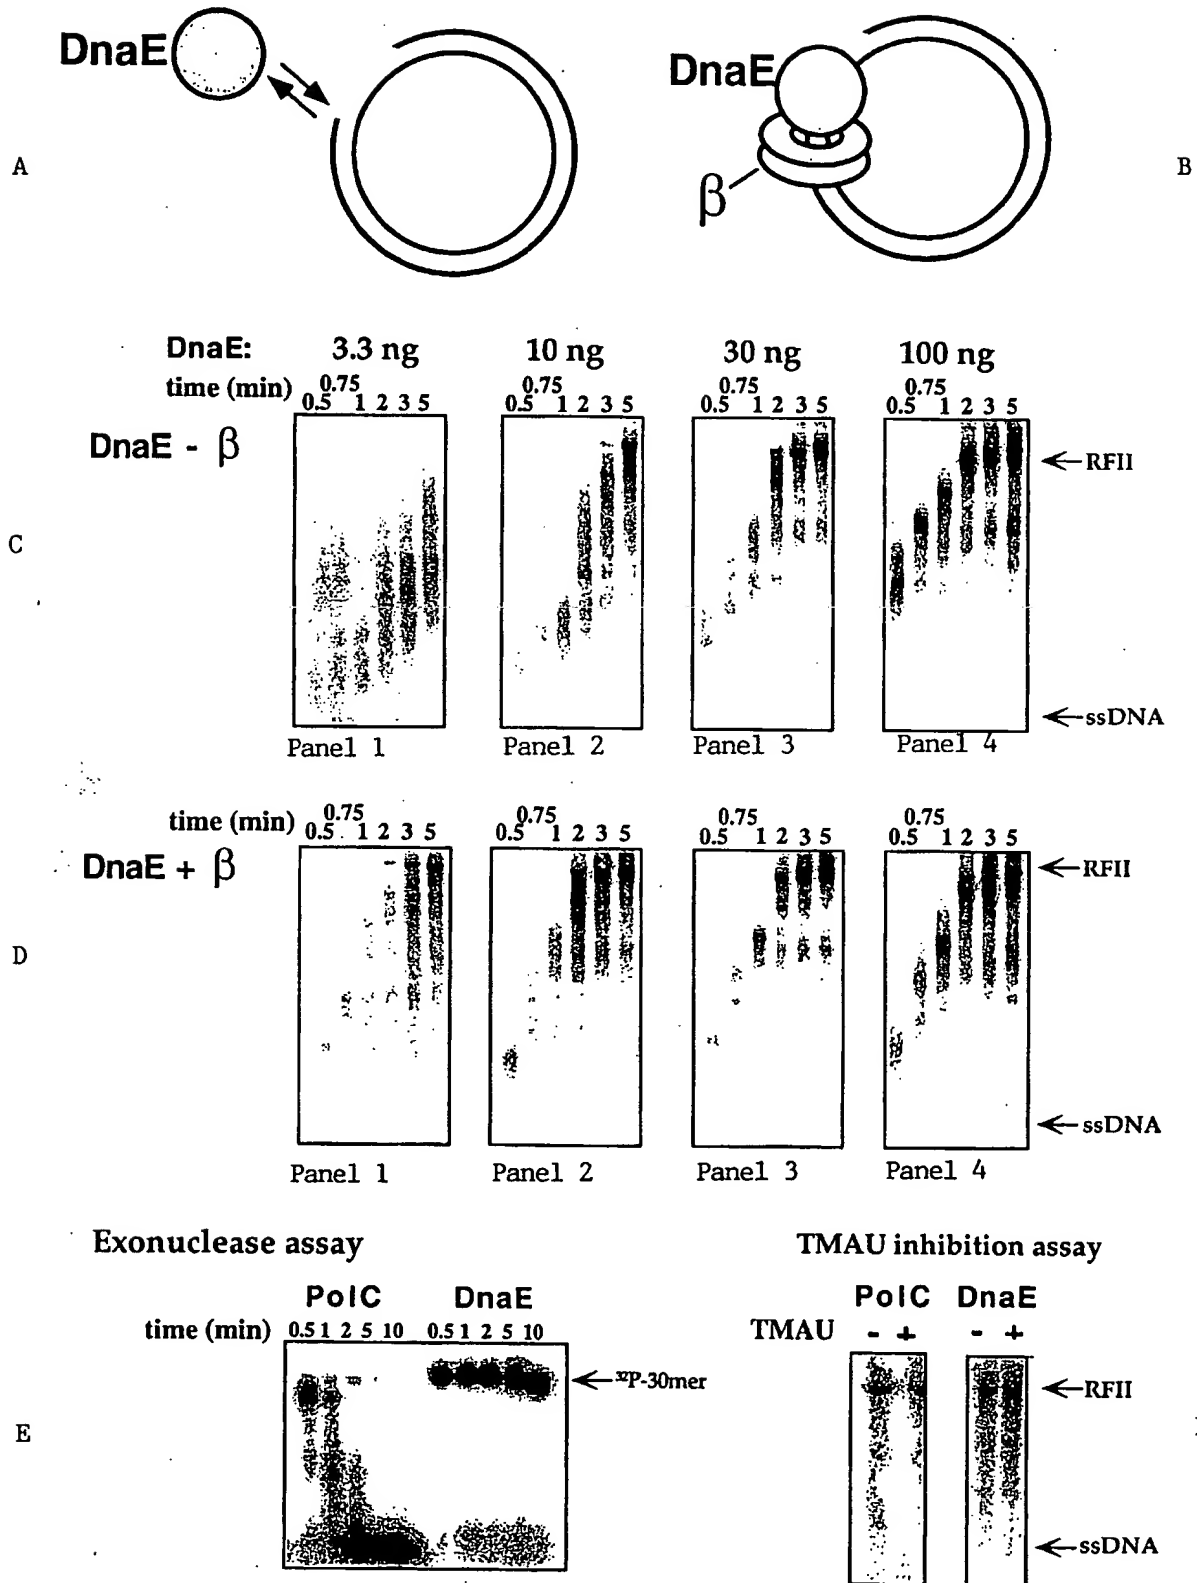 DnaE
DnaE
A
B
β
DnaE: 3.3 ng 10 ng 30 ng 100 ng
time (min) 0.5 0.75 1 2 3 5 0.5 0.75 1 2 3 5 0.5 0.75 1 2 3 5 0.5 0.75 1 2 3 5
DnaE - β
RFII
C
ssDNA
Panel 1 Panel 2 Panel 3 Panel 4
time (min) 0.5 0.75 1 2 3 5 0.5 0.75 1 2 3 5 0.5 0.75 1 2 3 5 0.5 0.75 1 2 3 5
DnaE + β
RFII
D
ssDNA
Panel 1 Panel 2 Panel 3 Panel 4
Exonuclease assay
TMAU inhibition assay
PolC DnaE
PolC DnaE
time (min) 0.5 1 2 5 10 0.5 1 2 5 10
TMAU - + - +
³²P-30mer
RFII
E
ssDNA